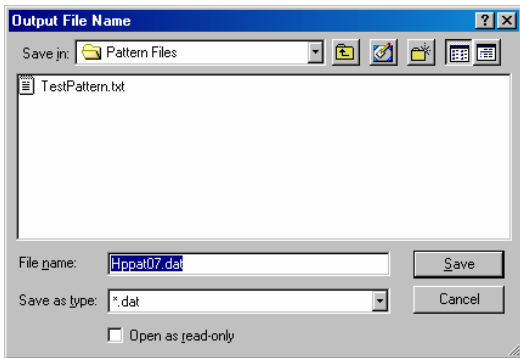 Output File Name
Save in: Pattern Files
TestPattern.txt
File name: Hppat07.dat Save
Save as type: *.dat Cancel
Open as read-only